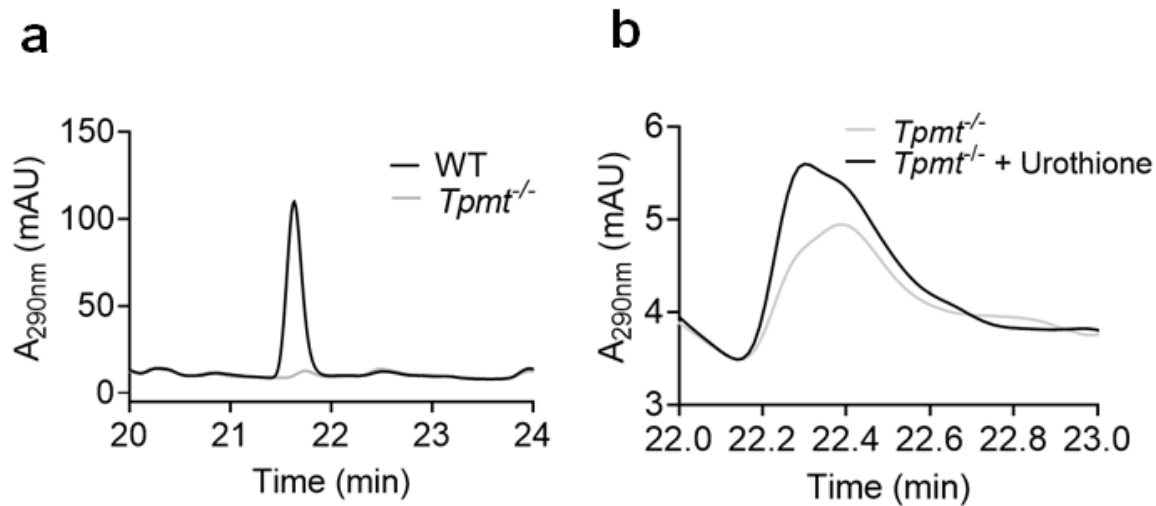 a
150
100
50
0
A290nm (mAU)
WT
Tpmt-/-
20 21 22 23 24
Time (min)
b
6
5
4
3
A290nm (mAU)
Tpmt-/-
Tpmt-/- + Urothione
22.0 22.2 22.4 22.6 22.8 23.0
Time (min)